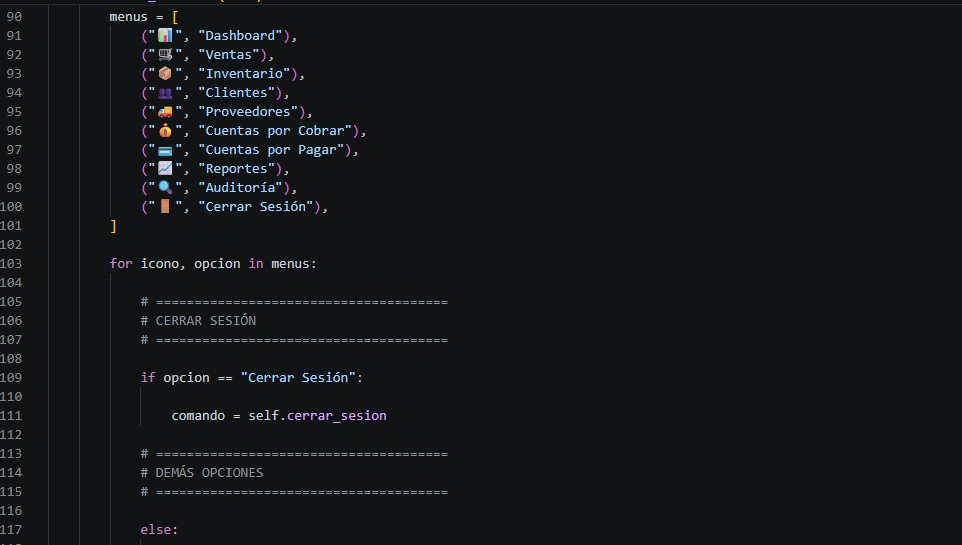 90 menus = [
91 ("📊", "Dashboard"),
92 ("🛒", "Ventas"),
93 ("📦", "Inventario"),
94 ("👥", "Clientes"),
95 ("🚚", "Proveedores"),
96 ("💰", "Cuentas por Cobrar"),
97 ("💳", "Cuentas por Pagar"),
98 ("📈", "Reportes"),
99 ("🔍", "Auditoría"),
100 ("🚪", "Cerrar Sesión"),
101 ]
102
103 for icono, opcion in menus:
104
105 # ======================================
106 # CERRAR SESIÓN
107 # ======================================
108
109 if opcion == "Cerrar Sesión":
110
111 comando = self.cerrar_sesion
112
113 # ======================================
114 # DEMÁS OPCIONES
115 # ======================================
116
117 else: